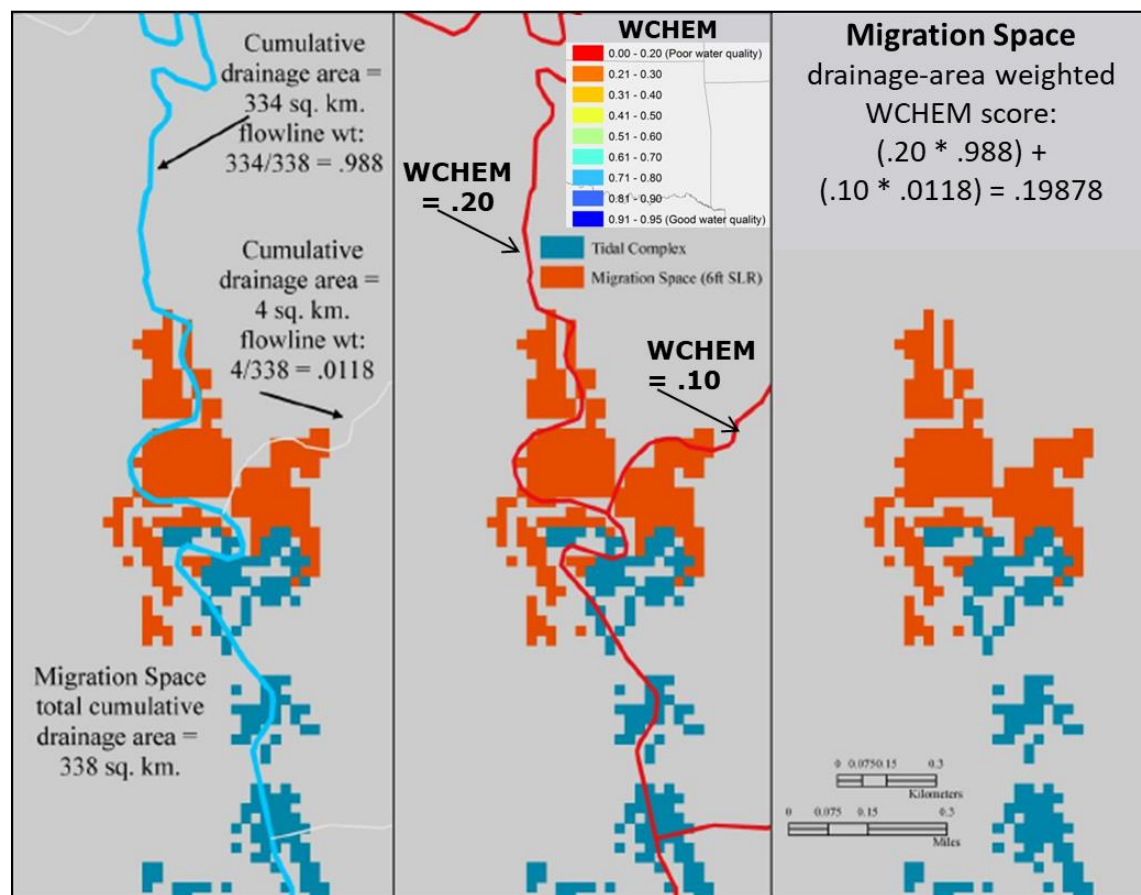 Cumulative
drainage area =
334 sq. km.
flowline wt:
334/338 = .988
Cumulative
drainage area =
4 sq. km.
flowline wt:
4/338 = .0118
Migration Space
total cumulative
drainage area =
338 sq. km.
WCHEM
0.00 - 0.20 (Poor water quality)
0.21 - 0.30
0.31 - 0.40
0.41 - 0.50
0.51 - 0.60
0.61 - 0.70
0.71 - 0.80
0.81 - 0.90
0.91 - 0.95 (Good water quality)
WCHEM
= .20
Tidal Complex
Migration Space (6ft SLR)
WCHEM
= .10
Migration Space
drainage-area weighted
WCHEM score:
(.20 * .988) +
(.10 * .0118) = .19878
0 0.075 0.15 0.3
Kilometers
0 0.075 0.15 0.3
Miles